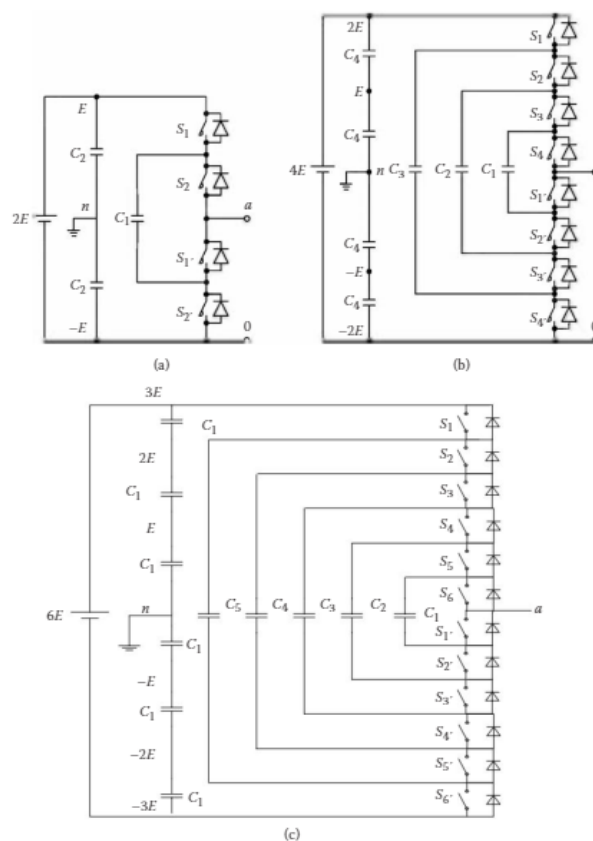 E
S1
C2
S2
n
a
2E
C1
S1′
C2
S2′
−E
0
(a)
2E
S1
C4
S2
E
S3
C4
S4
4E
n
C3
C2
C1
S1′
C4
S2′
−E
S3′
C4
S4′
−2E
0
(b)
3E
C1
S1
S2
2E
S3
C1
S4
E
S5
C1
S6
6E
n
C5
C4
C3
C2
C1
a
C1
S1′
S2′
−E
C1
S3′
S4′
−2E
S5′
−3E
C1
S6′
(c)